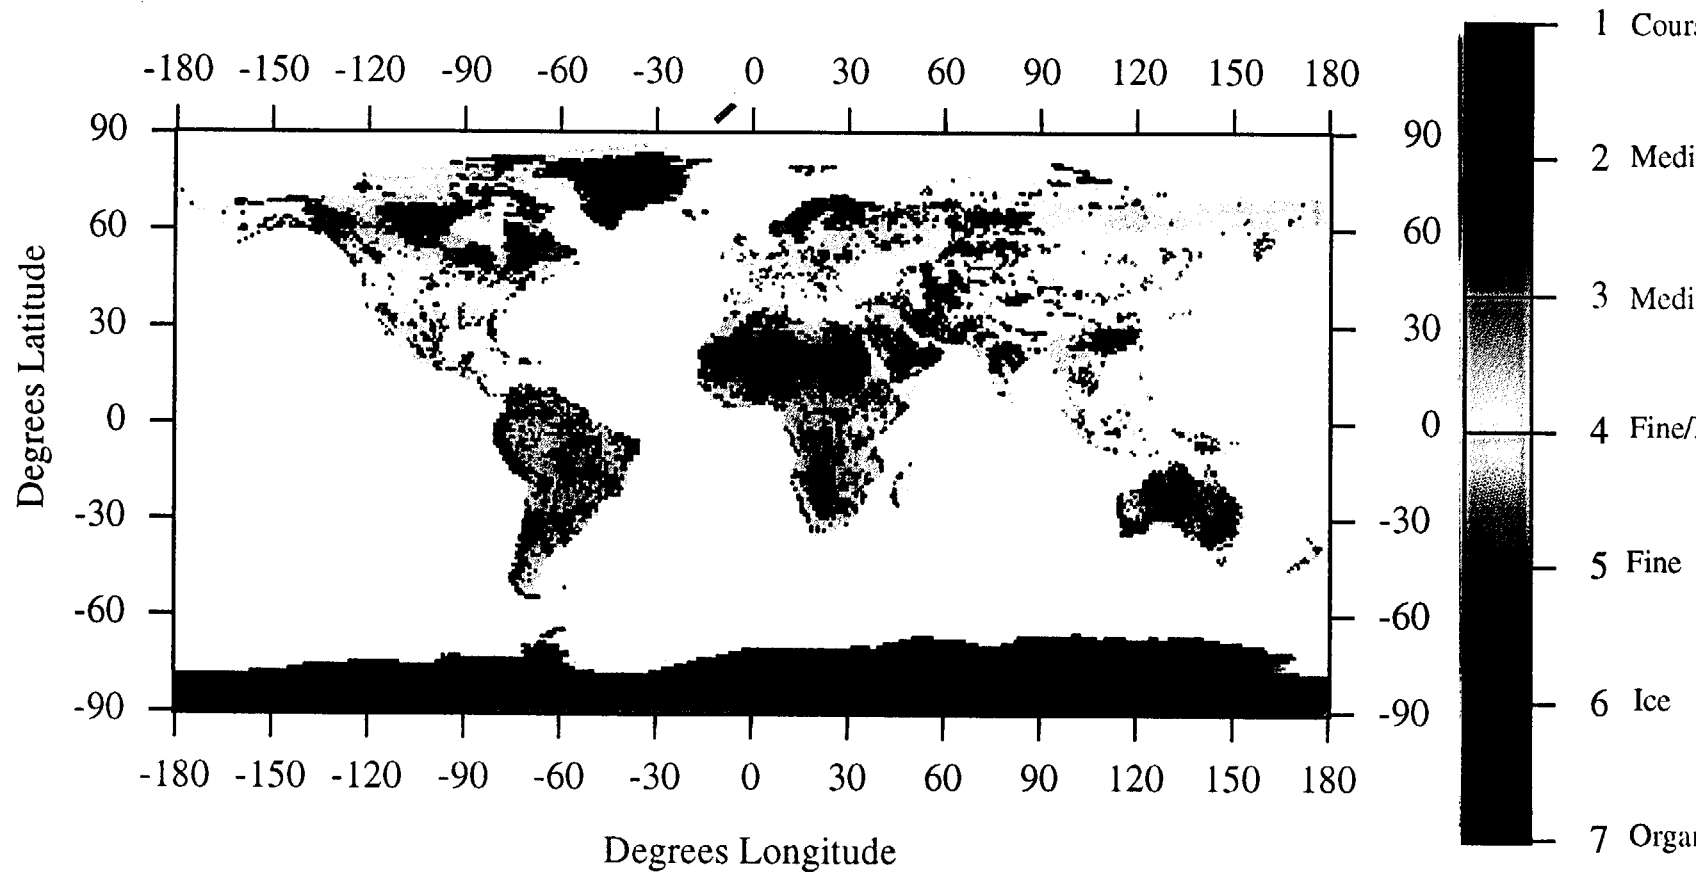 -180 -150 -120 -90 -60 -30 0 30 60 90 120 150 180
90 60 30 0 -30 -60 -90
Degrees Latitude
90 60 30 0 -30 -60 -90
-180 -150 -120 -90 -60 -30 0 30 60 90 120 150 180
Degrees Longitude
1 Cours
2 Medi
3 Medi
4 Fine/
5 Fine
6 Ice
7 Organ